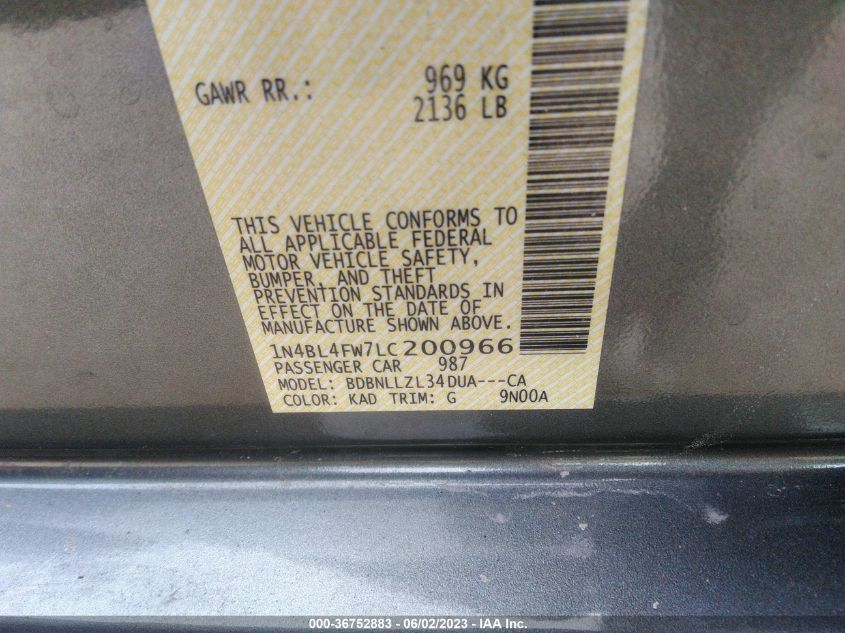 GAWR RR.: 969 KG
2136 LB
THIS VEHICLE CONFORMS TO
ALL APPLICABLE FEDERAL
MOTOR VEHICLE SAFETY,
BUMPER, AND THEFT
PREVENTION STANDARDS IN
EFFECT ON THE DATE OF
MANUFACTURE SHOWN ABOVE.
1N4BL4FW7LC200966
PASSENGER CAR 987
MODEL: BDBNLLZL34DUA---CA
COLOR: KAD TRIM: G 9N00A
000-36752883 - 06/02/2023 - IAA Inc.